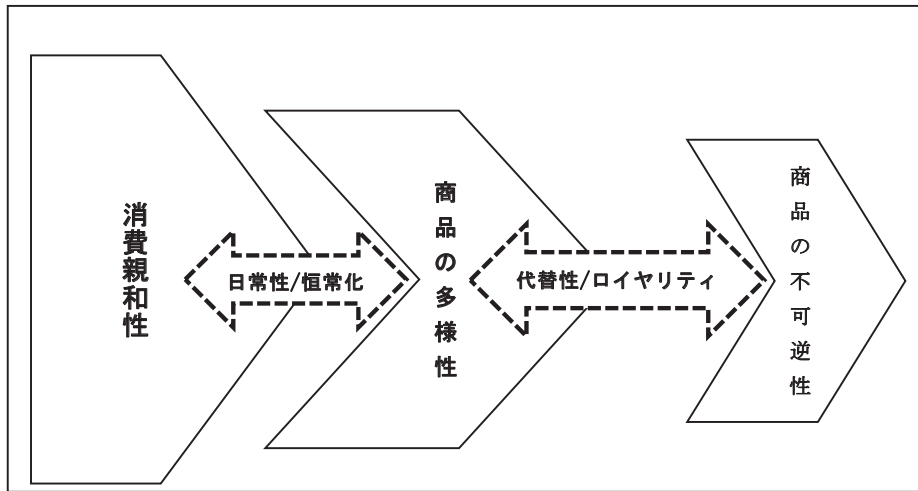 消費親和性
日常性/恒常化
商品の多様性
代替性/ロイヤリティ
商品の不可逆性